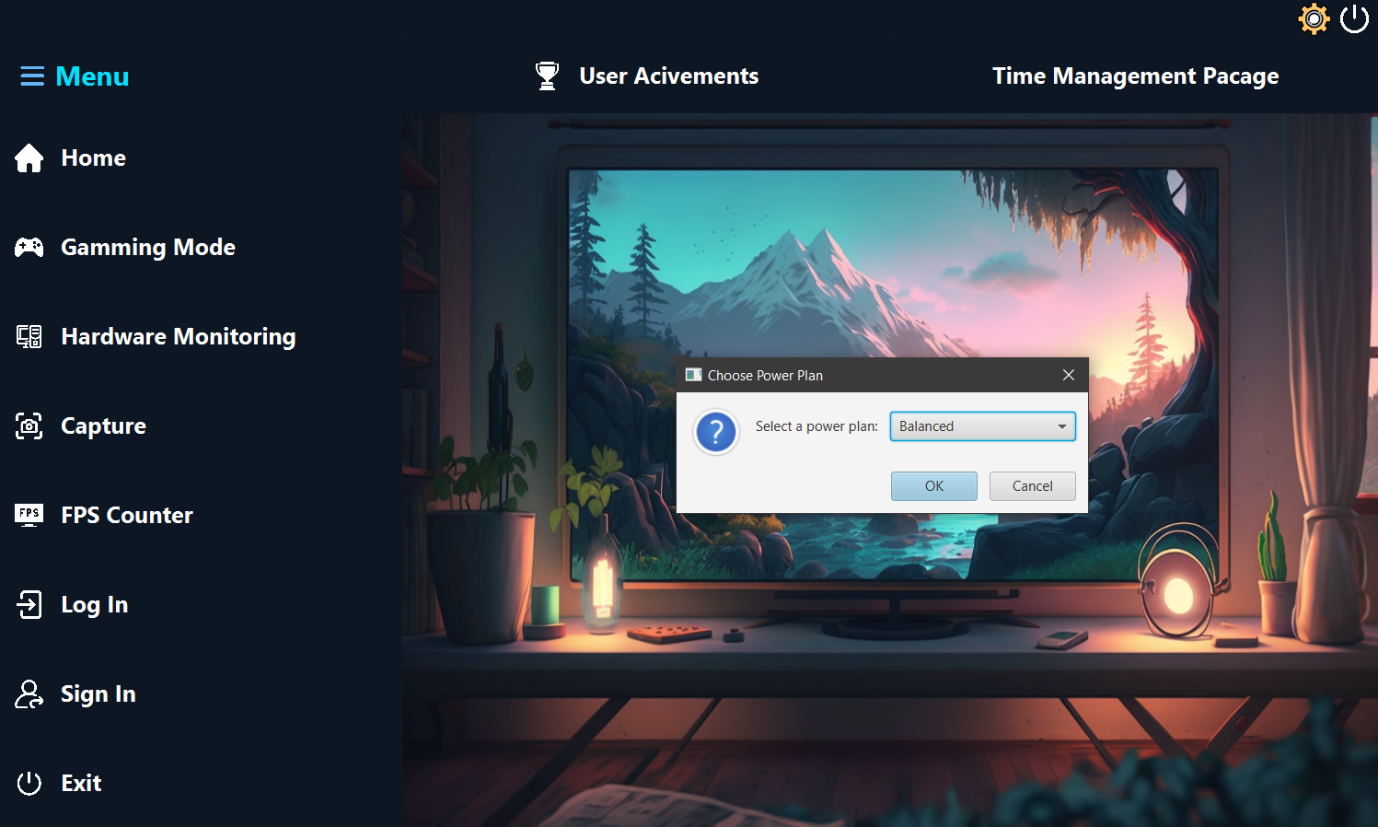 Menu
User Acivements
Time Management Pacage
Home
Gamming Mode
Hardware Monitoring
Capture
FPS
FPS Counter
Log In
Sign In
Exit
Choose Power Plan
?
Select a power plan:
Balanced
OK
Cancel